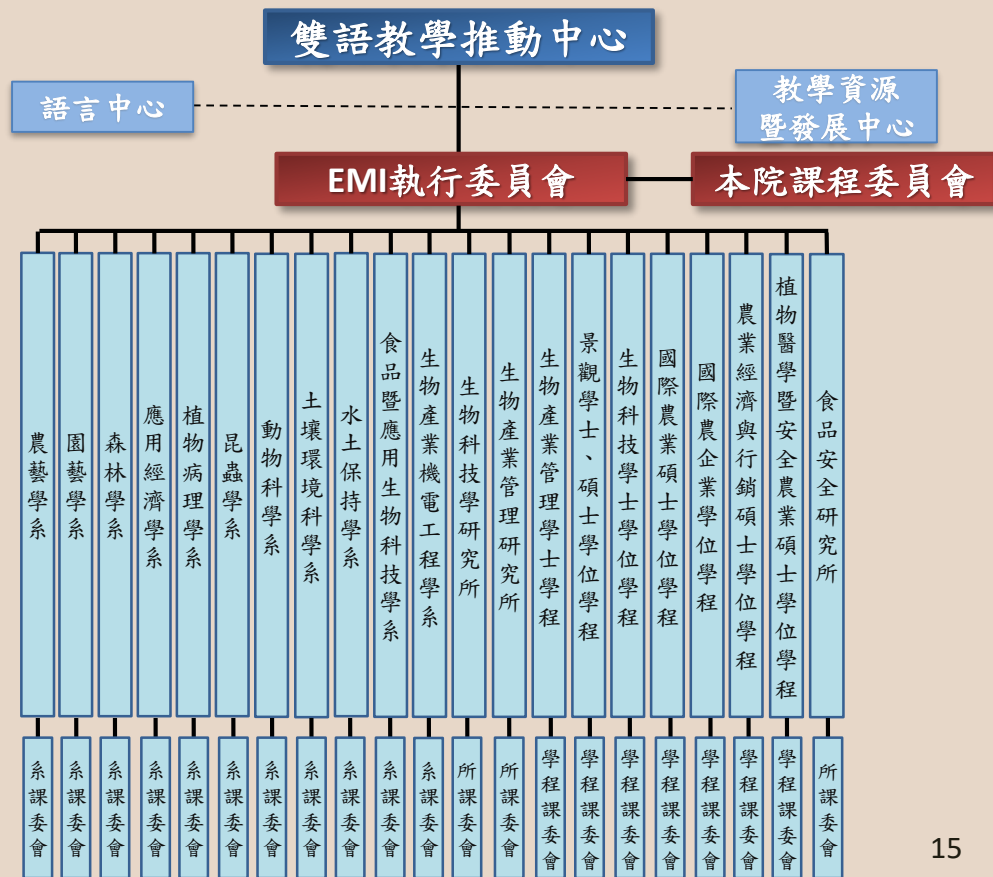 雙語教學推動中心
語言中心
教學資源
暨發展中心
EMI執行委員會
本院課程委員會
農藝學系
園藝學系
森林學系
應用經濟學系
植物病理學系
昆蟲學系
動物科學系
土壤環境科學系
水土保持學系
食品暨應用生物科技學系
生物產業機電工程學系
生物科技學研究所
生物產業管理研究所
生物產業管理學士學程
景觀學士、碩士學位學程
生物科技學士學位學程
國際農業碩士學位學程
國際農企業學位學程
農業經濟與行銷碩士學位學程
植物醫學暨安全農業碩士學位學程
食品安全研究所
系課委會
系課委會
系課委會
系課委會
系課委會
系課委會
系課委會
系課委會
系課委會
系課委會
系課委會
所課委會
所課委會
學程課委會
學程課委會
學程課委會
學程課委會
學程課委會
學程課委會
學程課委會
所課委會
15